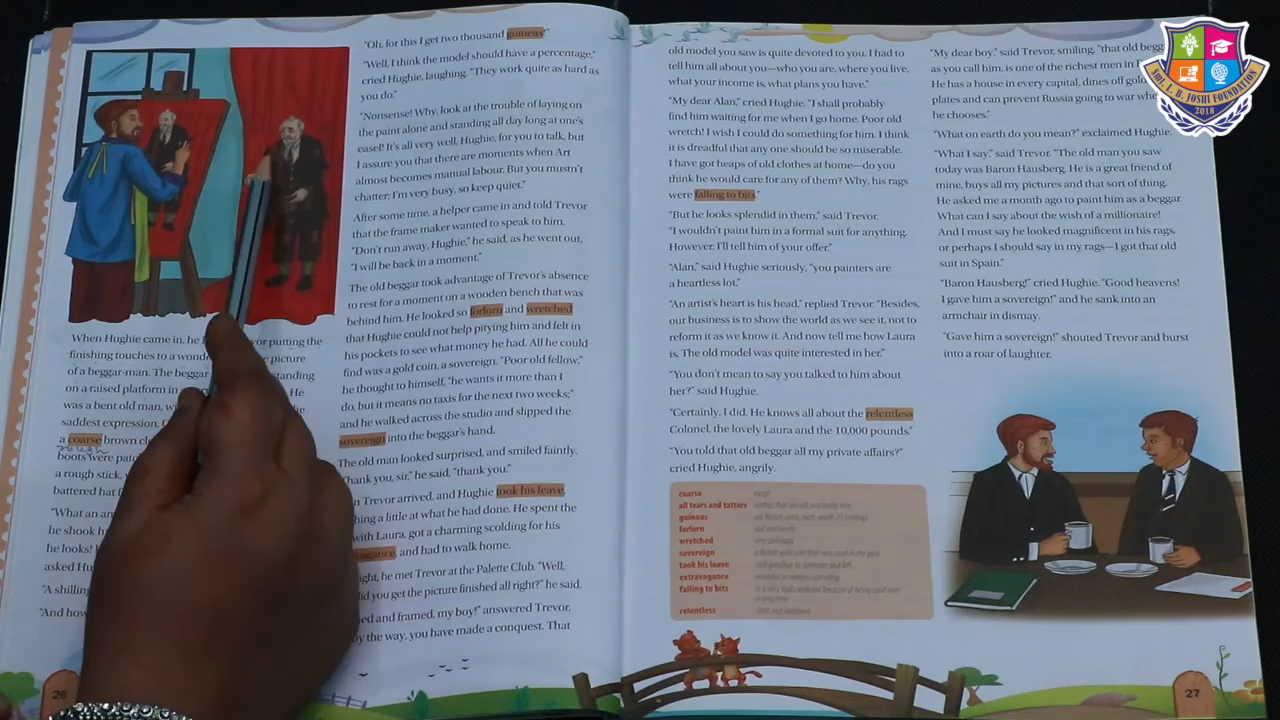 "Oh, for this I get two thousand guineas!"
"Well, I think the model should have a percentage,"
cried Hughie, laughing. "They work quite as hard as
you do."
"Nonsense! Why, look at the trouble of laying on
the paint alone and standing all day long at one's
easel! It's all very well, Hughie, for you to talk, but
I assure you that there are moments when Art
almost becomes manual labour. But you mustn't
chatter; I'm very busy, so keep quiet."
After some time, a helper came in and told Trevor
that the frame maker wanted to speak to him.
"Don't run away, Hughie," he said, as he went out,
"I will be back in a moment."
The old beggar took advantage of Trevor's absence
to rest for a moment on a wooden bench that was
behind him. He looked so forlorn and wretched
that Hughie could not help pitying him and felt in
his pockets to see what money he had. All he could
find was a gold coin, a sovereign. "Poor old fellow,"
he thought to himself, "he wants it more than I
do, but it means no taxis for the next two weeks;"
and he walked across the studio and slipped the
sovereign into the beggar's hand.
The old man looked surprised, and smiled faintly,
thank you, sir," he said, "thank you."
Trevor arrived, and Hughie took his leave,
a little at what he had done. He spent the
with Laura, got a charming scolding for
and had to walk home.
he met Trevor at the Palette Club. "Well,
you get the picture finished all right?" he said.
and framed, my boy!" answered Trevor,
the way, you have made a conquest. That
When Hughie came in, he putting the
finishing touches to a picture
of a beggar-man. The beggar standing
on a raised platform in He
was a bent old man,
saddest expression.
a coarse brown
rough
boots were
a rough stick,
battered hat
"What an
he shook
he looks!
asked
"A
"And
26
old model you saw is quite devoted to you. I had to
tell him all about you—who you are, where you live,
what your income is, what plans you have."
"My dear Alan," cried Hughie. "I shall probably
find him waiting for me when I go home. Poor old
wretch! I wish I could do something for him. I think
it is dreadful that any one should be so miserable.
I have got heaps of old clothes at home—do you
think he would care for any of them? Why, his rags
were falling to bits."
"But he looks splendid in them," said Trevor.
"I wouldn't paint him in a formal suit for anything.
However, I'll tell him of your offer."
"Alan," said Hughie seriously, "you painters are
a heartless lot."
"An artist's heart is his head," replied Trevor. "Besides,
our business is to show the world as we see it, not to
reform it as we know it. And now tell me how Laura
is. The old model was quite interested in her."
"You don't mean to say you talked to him about
her?" said Hughie.
"Certainly, I did. He knows all about the relentless
Colonel, the lovely Laura and the 10,000 pounds."
"You told that old beggar all my private affairs?"
cried Hughie, angrily.
coarse rough
all tears and tatters
guineas
forlorn
wretched very unhappy
sovereign
took his leave
extravagance
falling to bits
relentless
"My dear boy," said Trevor, smiling, "that old
as you call him, is one of the richest men in
He has a house in every capital, dines off gold
plates and can prevent Russia going to war when
he chooses."
"What on earth do you mean?" exclaimed Hughie.
"What I say," said Trevor. "The old man you saw
today was Baron Hausberg. He is a great friend of
mine, buys all my pictures and that sort of thing.
He asked me a month ago to paint him as a beggar.
What can I say about the wish of a millionaire!
And I must say he looked magnificent in his rags,
or perhaps I should say in my rags—I got that old
suit in Spain."
"Baron Hausberg!" cried Hughie. "Good heavens!
I gave him a sovereign!" and he sank into an
armchair in dismay.
"Gave him a sovereign!" shouted Trevor and burst
into a roar of laughter.
27
SMT. I. B. JOSHI FOUNDATION
2018